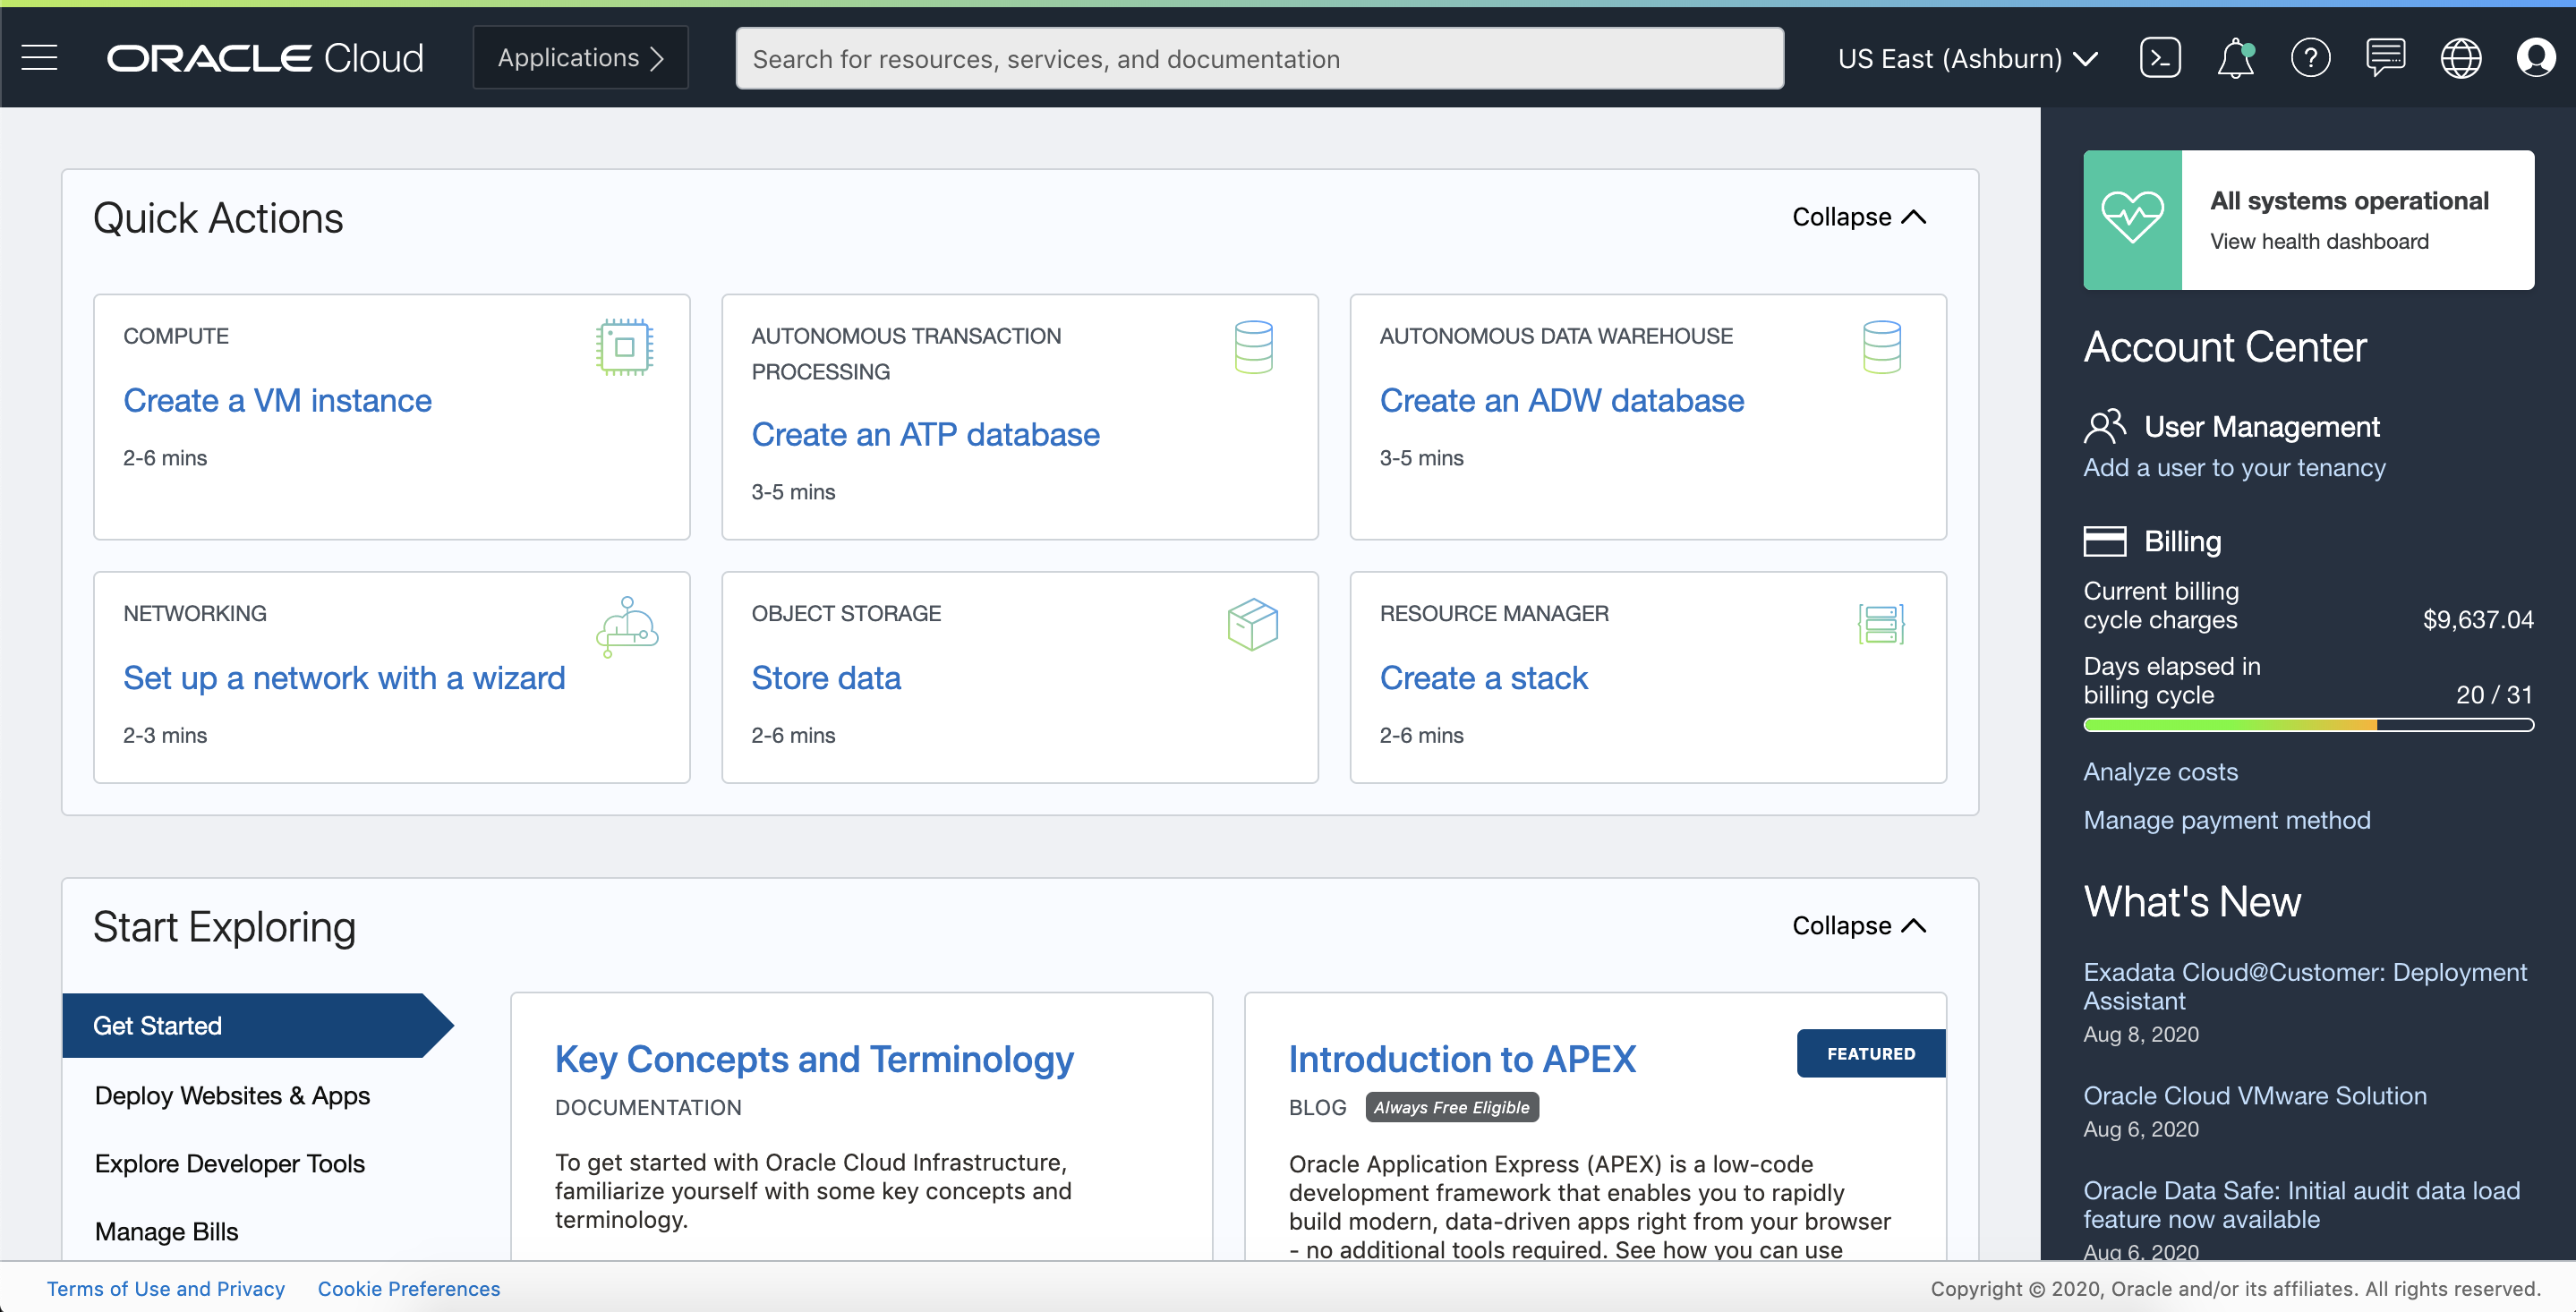 ORACLE Cloud
Applications
Search for resources, services, and documentation
US East (Ashburn)
Quick Actions
Collapse
COMPUTE
Create a VM instance
2-6 mins
AUTONOMOUS TRANSACTION
PROCESSING
Create an ATP database
3-5 mins
AUTONOMOUS DATA WAREHOUSE
Create an ADW database
3-5 mins
NETWORKING
Set up a network with a wizard
2-3 mins
OBJECT STORAGE
Store data
2-6 mins
RESOURCE MANAGER
Create a stack
2-6 mins
Start Exploring
Collapse
Get Started
Deploy Websites & Apps
Explore Developer Tools
Manage Bills
Key Concepts and Terminology
DOCUMENTATION
To get started with Oracle Cloud Infrastructure,
familiarize yourself with some key concepts and
terminology.
Introduction to APEX
FEATURED
BLOG Always Free Eligible
Oracle Application Express (APEX) is a low-code
development framework that enables you to rapidly
build modern, data-driven apps right from your browser
- no additional tools required. See how you can use
All systems operational
View health dashboard
Account Center
User Management
Add a user to your tenancy
Billing
Current billing
cycle charges $9,637.04
Days elapsed in
billing cycle 20 / 31
Analyze costs
Manage payment method
What's New
Exadata Cloud@Customer: Deployment
Assistant
Aug 8, 2020
Oracle Cloud VMware Solution
Aug 6, 2020
Oracle Data Safe: Initial audit data load
feature now available
Aug 6, 2020
Terms of Use and Privacy Cookie Preferences
Copyright © 2020, Oracle and/or its affiliates. All rights reserved.